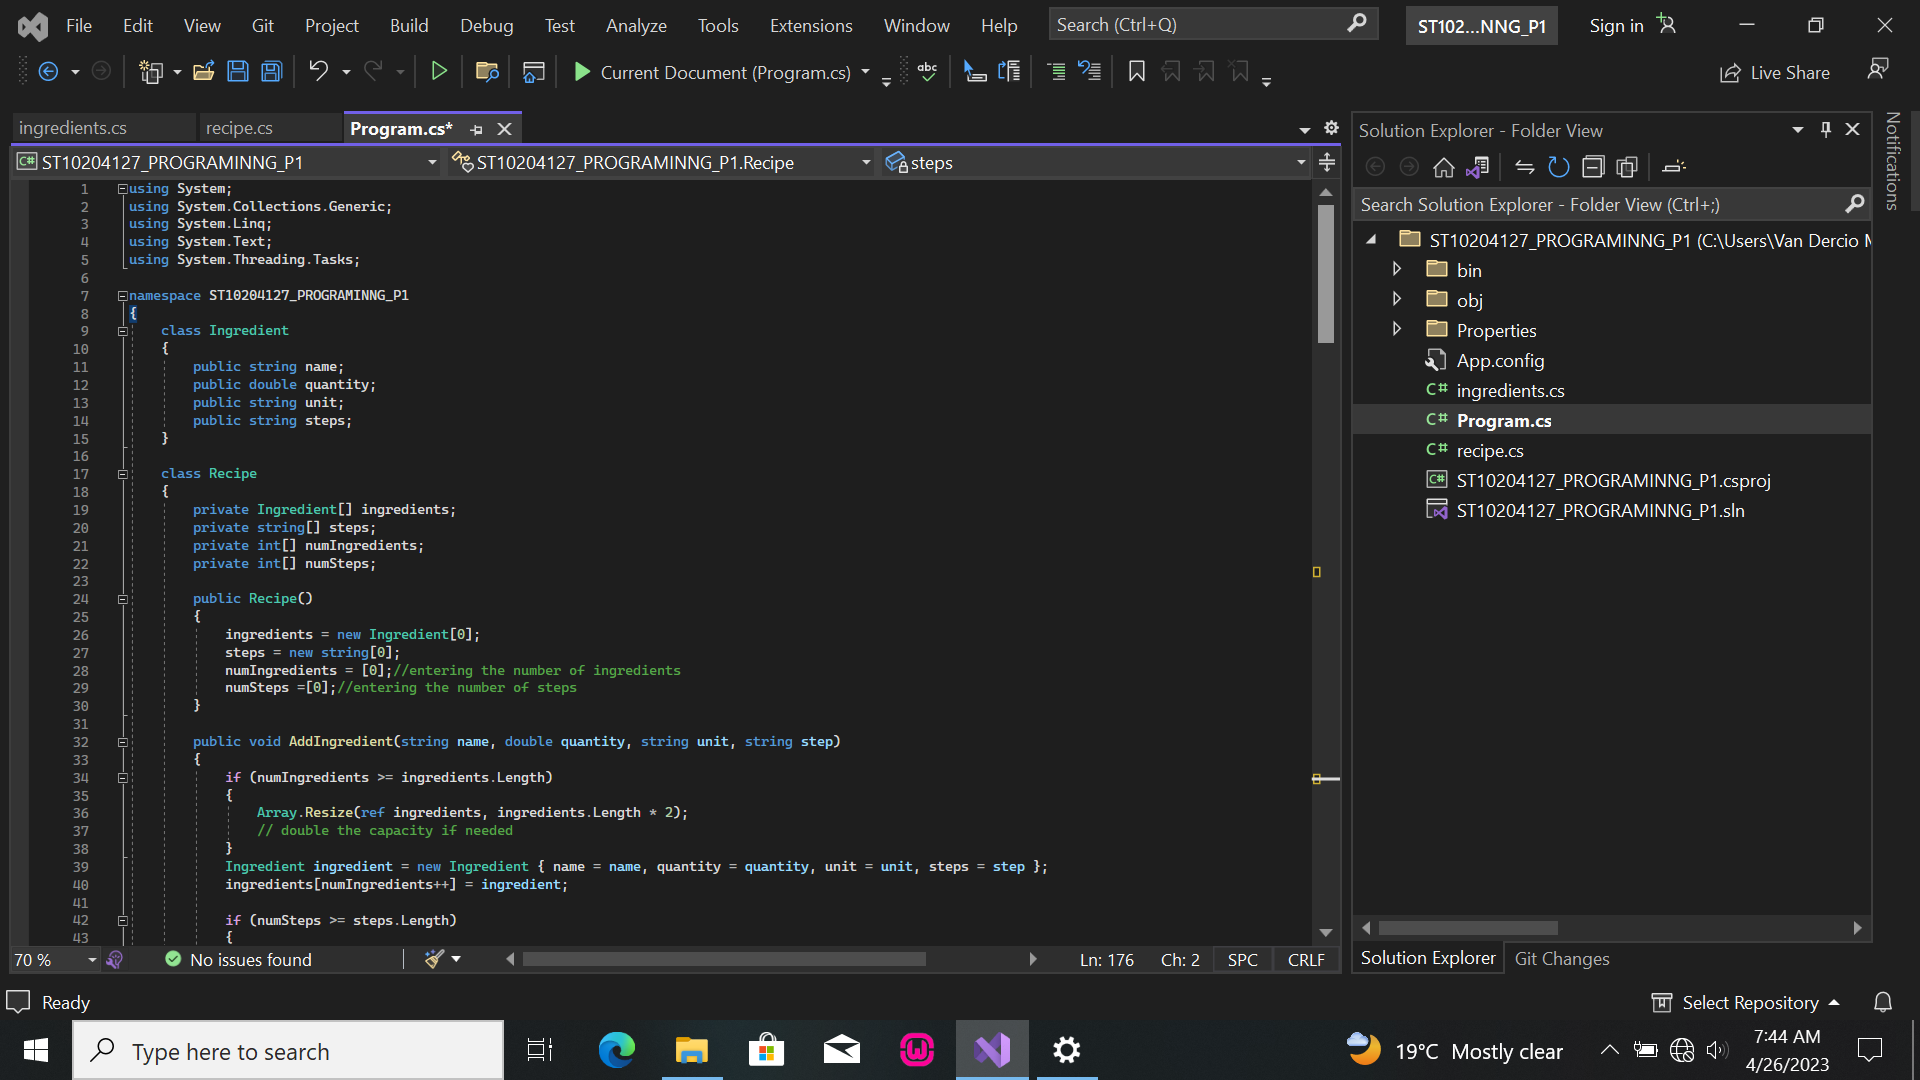 File Edit View Git Project Build Debug Test Analyze Tools Extensions Window Help Search (Ctrl+Q) ST102...NNG_P1 Sign in
Current Document (Program.cs) abc Live Share
ingredients.cs recipe.cs Program.cs*
C# ST10204127_PROGRAMINNG_P1 ST10204127_PROGRAMINNG_P1.Recipe steps
1 using System;
2 using System.Collections.Generic;
3 using System.Linq;
4 using System.Text;
5 using System.Threading.Tasks;
6
7 namespace ST10204127_PROGRAMINNG_P1
8 {
9 class Ingredient
10 {
11 public string name;
12 public double quantity;
13 public string unit;
14 public string steps;
15 }
16
17 class Recipe
18 {
19 private Ingredient[] ingredients;
20 private string[] steps;
21 private int[] numIngredients;
22 private int[] numSteps;
23
24 public Recipe()
25 {
26 ingredients = new Ingredient[0];
27 steps = new string[0];
28 numIngredients = [0];//entering the number of ingredients
29 numSteps =[0];//entering the number of steps
30 }
31
32 public void AddIngredient(string name, double quantity, string unit, string step)
33 {
34 if (numIngredients >= ingredients.Length)
35 {
36 Array.Resize(ref ingredients, ingredients.Length * 2);
37 // double the capacity if needed
38 }
39 Ingredient ingredient = new Ingredient { name = name, quantity = quantity, unit = unit, steps = step };
40 ingredients[numIngredients++] = ingredient;
41
42 if (numSteps >= steps.Length)
43 {
70 % No issues found Ln: 176 Ch: 2 SPC CRLF
Solution Explorer - Folder View
Search Solution Explorer - Folder View (Ctrl+;)
ST10204127_PROGRAMINNG_P1 (C:\Users\Van Dercio M
bin
obj
Properties
App.config
C# ingredients.cs
C# Program.cs
C# recipe.cs
C# ST10204127_PROGRAMINNG_P1.csproj
ST10204127_PROGRAMINNG_P1.sln
Solution Explorer Git Changes
Notifications
Ready Select Repository
Type here to search 19°C Mostly clear 7:44 AM
4/26/2023